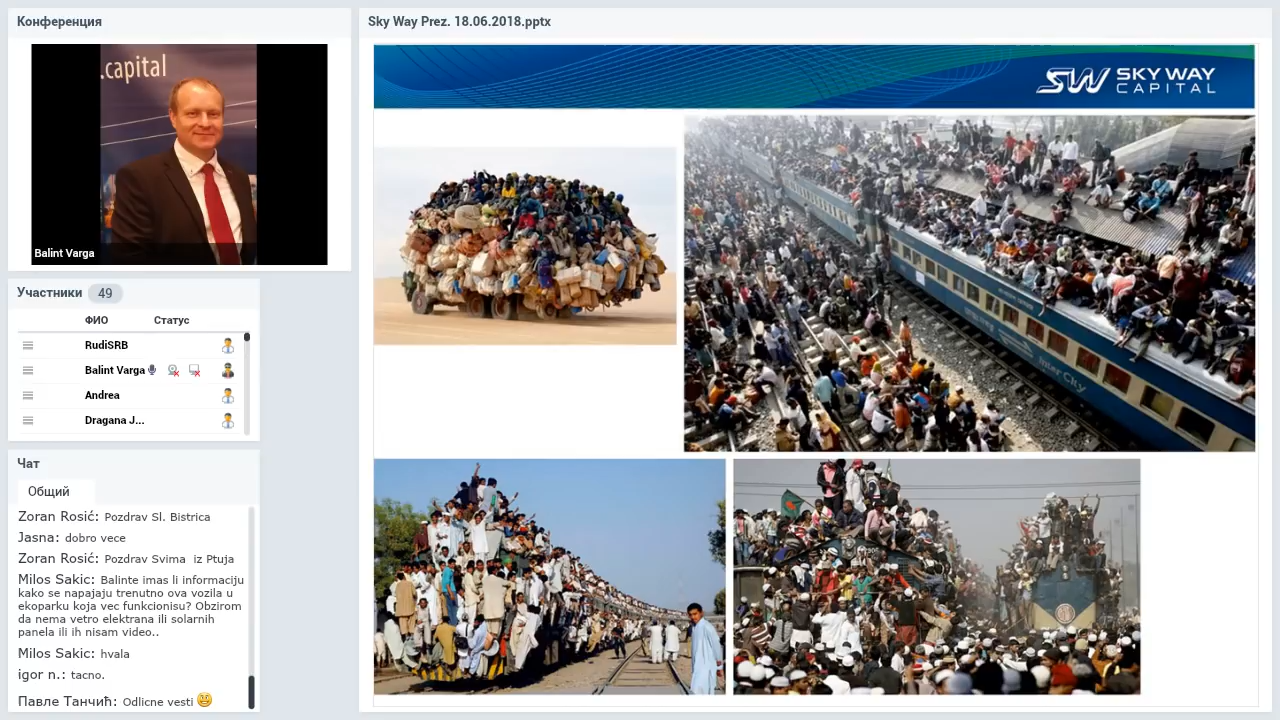 Конференция
.capital
Balint Varga
Участники 49
ФИО Статус
RudiSRB
Balint Varga
Andrea
Dragana J...
Чат
Общий
Zoran Rosić: Pozdrav Sl. Bistrica
Jasna: dobro vece
Zoran Rosić: Pozdrav Svima iz Ptuja
Milos Sakic: Balinte imas li informaciju
kako se napajaju trenutno ova vozila u
ekoparku koja vec funkcionisu? Obzirom
da nema vetro elektrana ili solarnih
panela ili ih nisam video..
Milos Sakic: hvala
igor n.: tacno.
Павле Танчић: Odlicne vesti
Sky Way Prez. 18.06.2018.pptx
SW SKY WAY
CAPITAL
Inter City